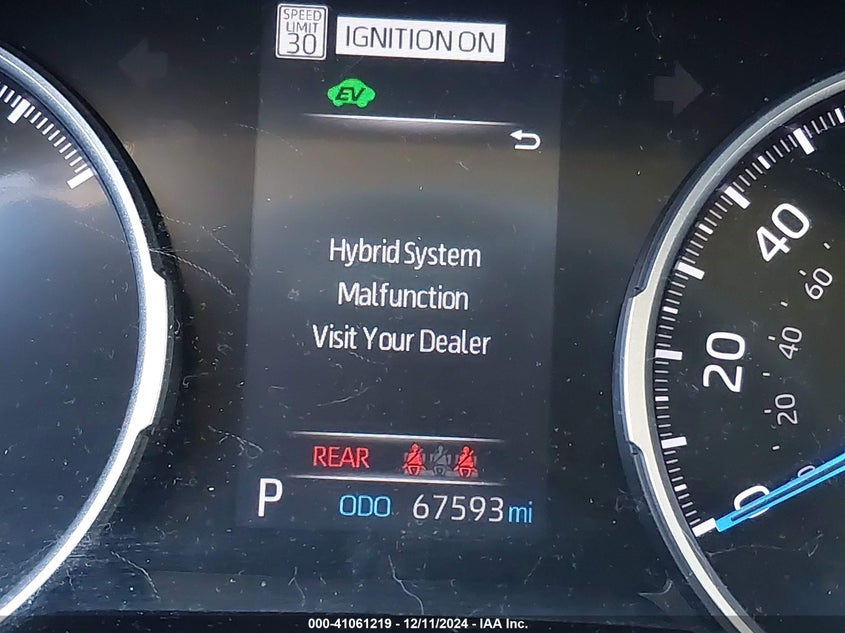 SPEED
LIMIT
30
IGNITION ON
EV
Hybrid System
Malfunction
Visit Your Dealer
REAR
P
ODO 67593 mi
40
60
20
40
20
0
000-41061219 - 12/11/2024 - IAA Inc.